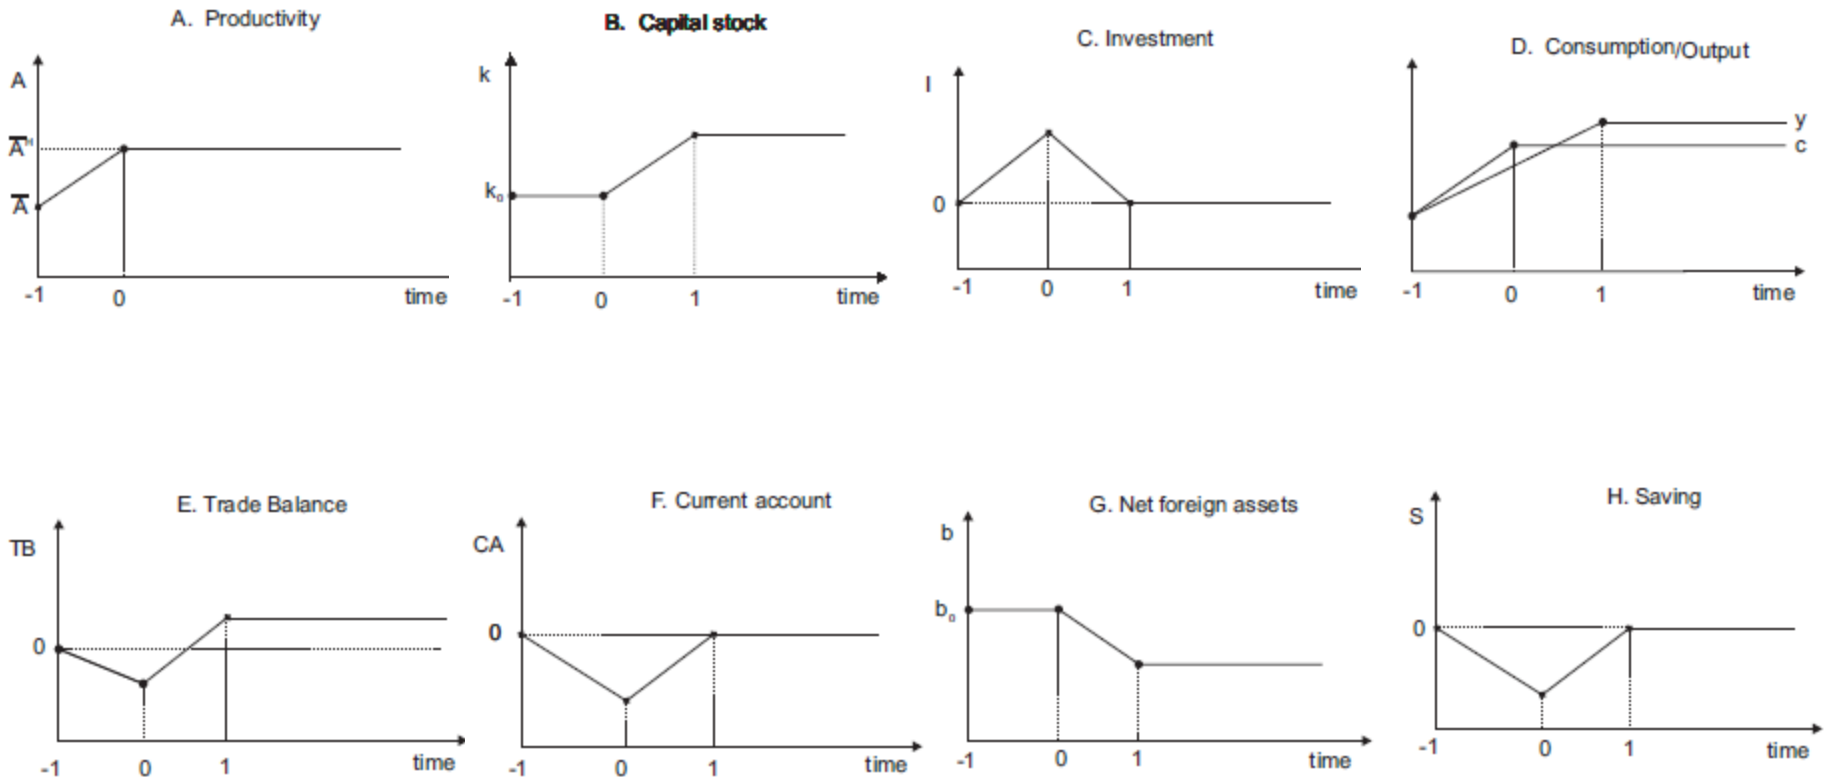 A. Productivity
A
A̅ᴴ
A̅
-1
0
time
B. Capital stock
k
k₀
-1
0
1
time
C. Investment
I
0
-1
0
1
time
D. Consumption/Output
y
c
-1
0
1
time
E. Trade Balance
TB
0
-1
0
1
time
F. Current account
CA
0
-1
0
1
time
G. Net foreign assets
b
b₀
-1
0
1
time
H. Saving
S
0
-1
0
1
time